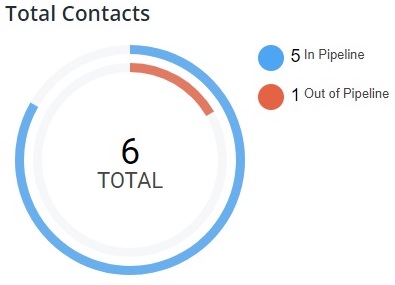 Total Contacts
5 In Pipeline
1 Out of Pipeline
6
TOTAL